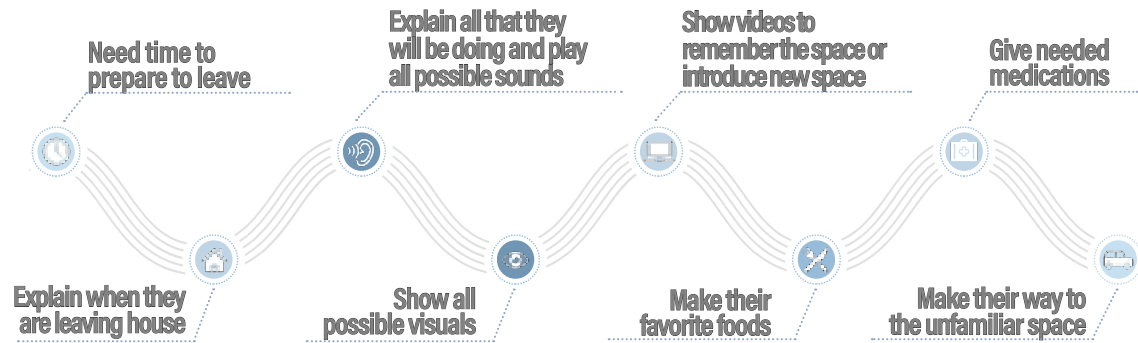 Need time to
prepare to leave
Explain when they
are leaving house
Explain all that they
will be doing and play
all possible sounds
Show all
possible visuals
Show videos to
remember the space or
introduce new space
Make their
favorite foods
Give needed
medications
Make their way to
the unfamiliar space